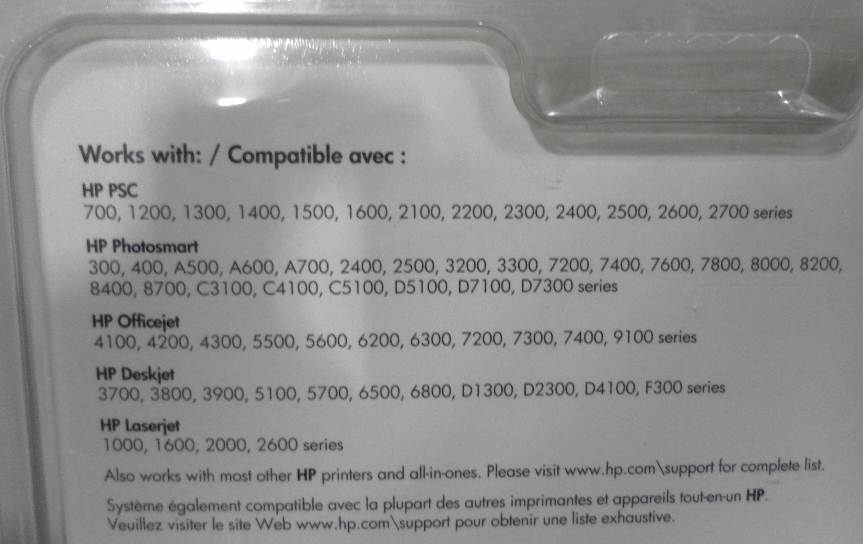 Works with: / Compatible avec :
HP PSC
700, 1200, 1300, 1400, 1500, 1600, 2100, 2200, 2300, 2400, 2500, 2600, 2700 series
HP Photosmart
300, 400, A500, A600, A700, 2400, 2500, 3200, 3300, 7200, 7400, 7600, 7800, 8000, 8200,
8400, 8700, C3100, C4100, C5100, D5100, D7100, D7300 series
HP Officejet
4100, 4200, 4300, 5500, 5600, 6200, 6300, 7200, 7300, 7400, 9100 series
HP Deskjet
3700, 3800, 3900, 5100, 5700, 6500, 6800, D1300, D2300, D4100, F300 series
HP Laserjet
1000, 1600, 2000, 2600 series
Also works with most other HP printers and all-in-ones. Please visit www.hp.com\support for complete list.
Système également compatible avec la plupart des autres imprimantes et appareils tout-en-un HP.
Veuillez visiter le site Web www.hp.com\support pour obtenir une liste exhaustive.